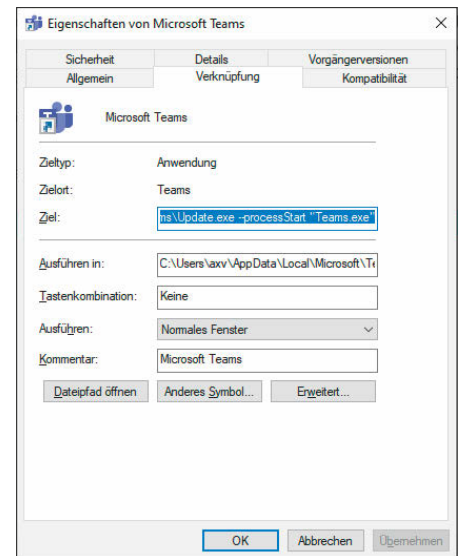 Eigenschaften von Microsoft Teams
Sicherheit Details Vorgängerversionen
Allgemein Verknüpfung Kompatibilität
Microsoft Teams
Zieltyp: Anwendung
Zielort: Teams
Ziel: ns\Update.exe --processStart "Teams.exe"
Ausführen in: C:\Users\axv\AppData\Local\Microsoft\Te
Tastenkombination: Keine
Ausführen: Normales Fenster
Kommentar: Microsoft Teams
Dateipfad öffnen Anderes Symbol... Erweitert...
OK Abbrechen Übernehmen